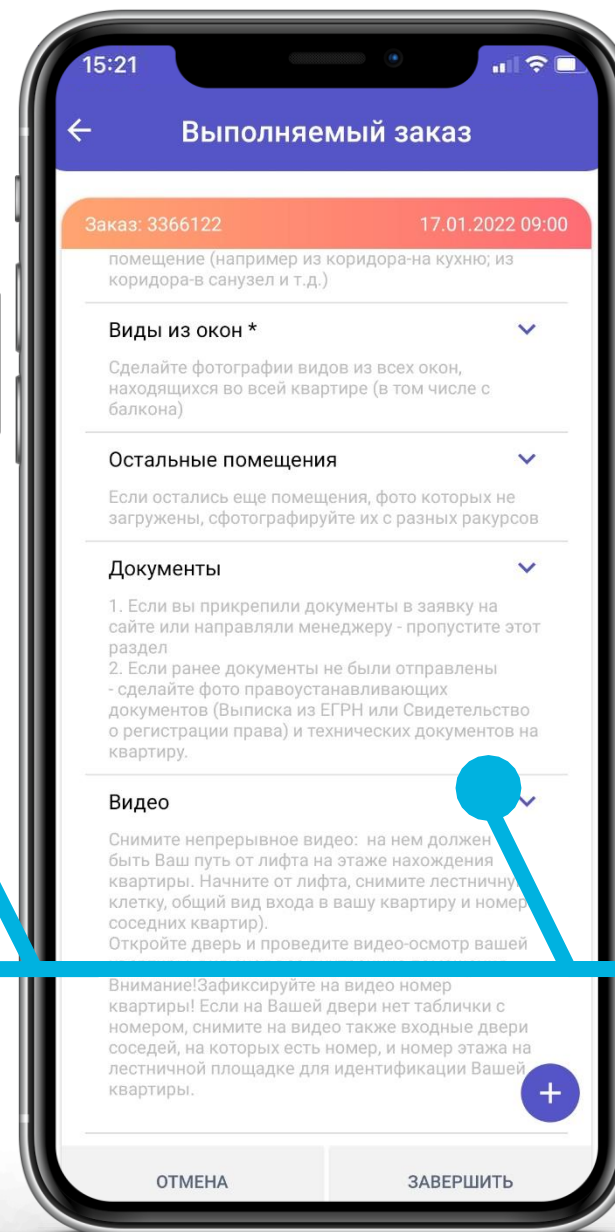 15:21
Выполняемый заказ
Заказ: 3366122 17.01.2022 09:00
помещение (например из коридора-на кухню; из
коридора-в санузел и т.д.)
Виды из окон *
Сделайте фотографии видов из всех окон,
находящихся во всей квартире (в том числе с
балкона)
Остальные помещения
Если остались еще помещения, фото которых не
загружены, сфотографируйте их с разных ракурсов
Документы
1. Если вы прикрепили документы в заявку на
сайте или направляли менеджеру - пропустите этот
раздел
2. Если ранее документы не были отправлены
- сделайте фото правоустанавливающих
документов (Выписка из ЕГРН или Свидетельство
о регистрации права) и технических документов на
квартиру.
Видео
Снимите непрерывное видео: на нем должен
быть Ваш путь от лифта на этаже нахождения
квартиры. Начните от лифта, снимите лестничну
клетку, общий вид входа в вашу квартиру и номер
соседних квартир).
Откройте дверь и проведите видео-осмотр вашей
Внимание!Зафиксируйте на видео номер
квартиры! Если на Вашей двери нет таблички с
номером, снимите на видео также входные двери
соседей, на которых есть номер, и номер этажа на
лестничной площадке для идентификации Вашей
квартиры.
+
ОТМЕНА ЗАВЕРШИТЬ